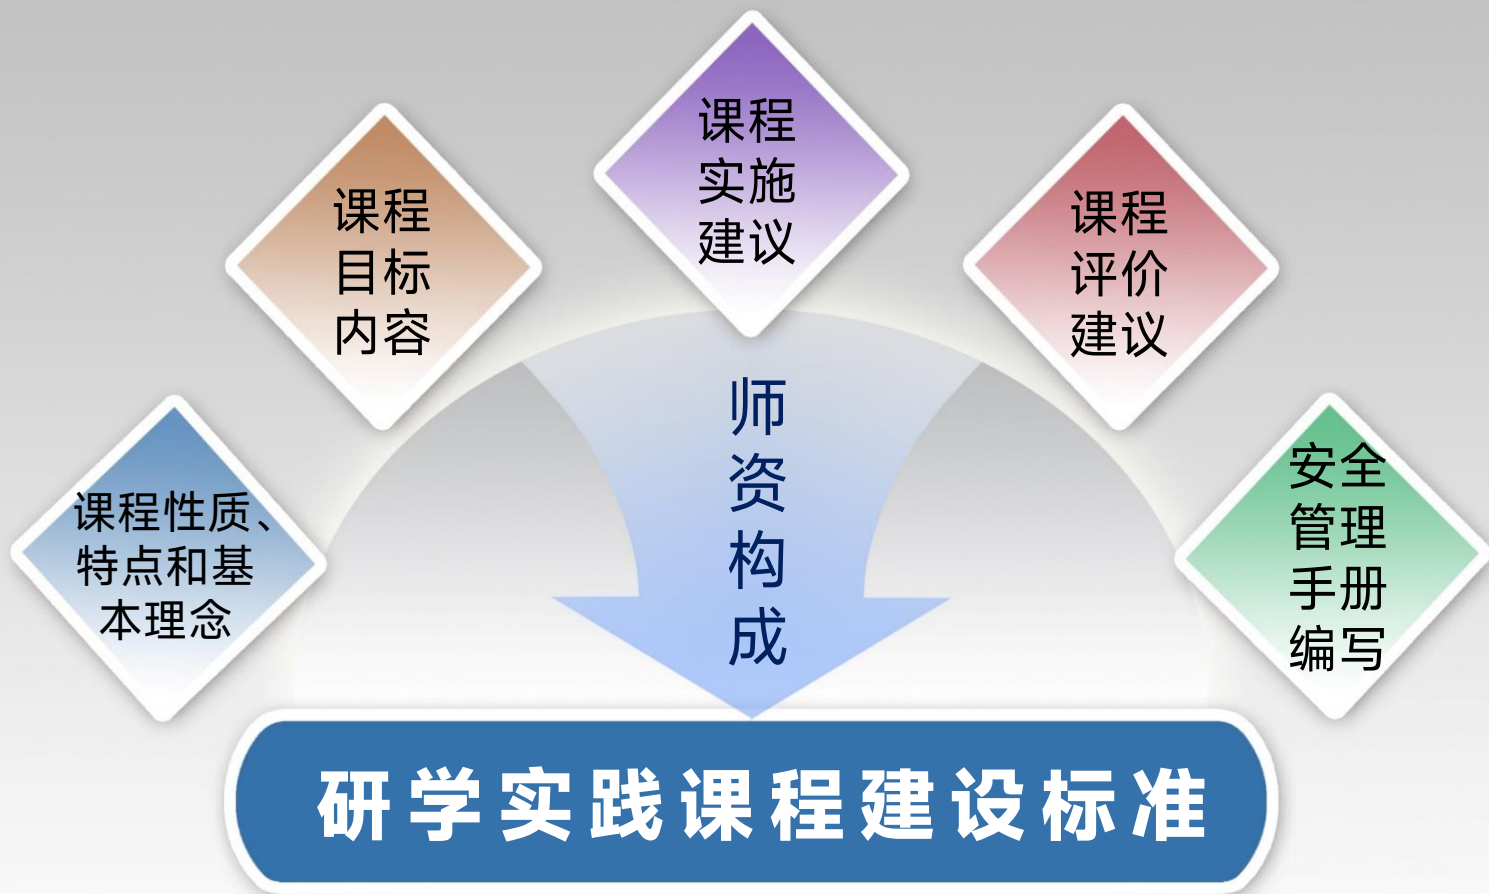 课程性质、
特点和基
本理念
课程
目标
内容
课程
实施
建议
课程
评价
建议
安全
管理
手册
编写
师
资
构
成
研学实践课程建设标准